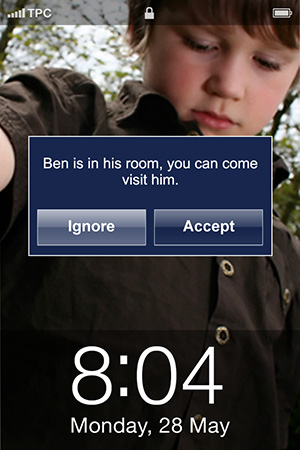 TPC
Ben is in his room, you can come
visit him.
Ignore
Accept
8:04
Monday, 28 May